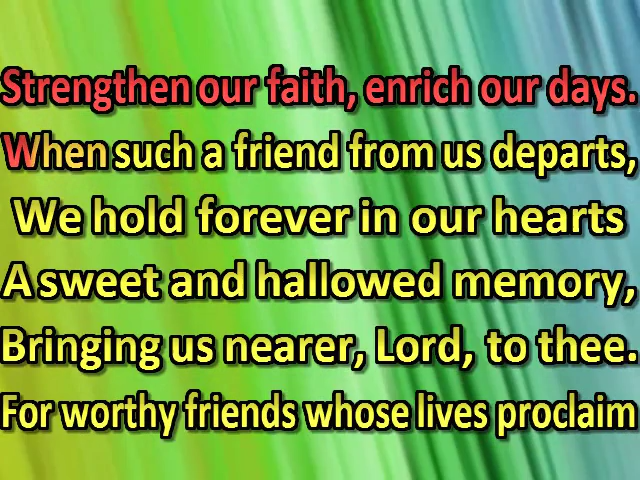 Strengthen our faith, enrich our days.
When such a friend from us departs,
We hold forever in our hearts
A sweet and hallowed memory,
Bringing us nearer, Lord, to thee.
For worthy friends whose lives proclaim